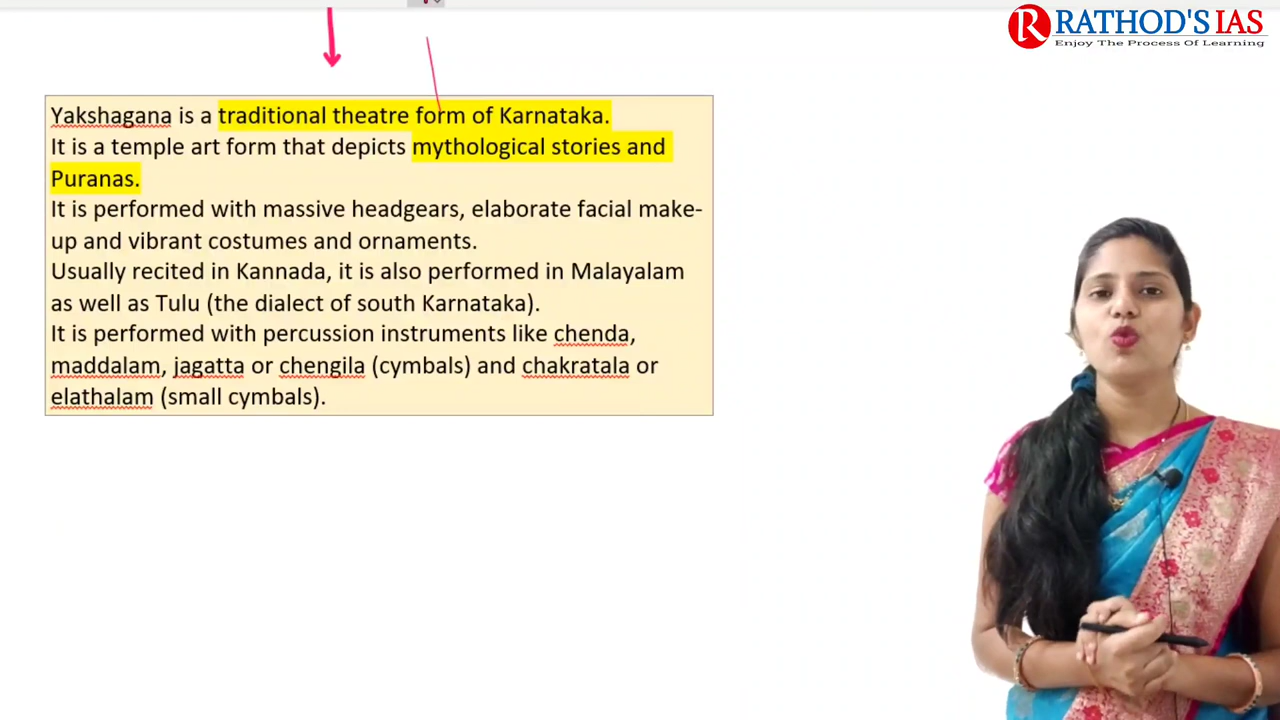 RATHOD'S IAS
Enjoy The Process Of Learning
Yakshagana is a traditional theatre form of Karnataka.
It is a temple art form that depicts mythological stories and
Puranas.
It is performed with massive headgears, elaborate facial make-
up and vibrant costumes and ornaments.
Usually recited in Kannada, it is also performed in Malayalam
as well as Tulu (the dialect of south Karnataka).
It is performed with percussion instruments like chenda,
maddalam, jagatta or chengila (cymbals) and chakratala or
elathalam (small cymbals).